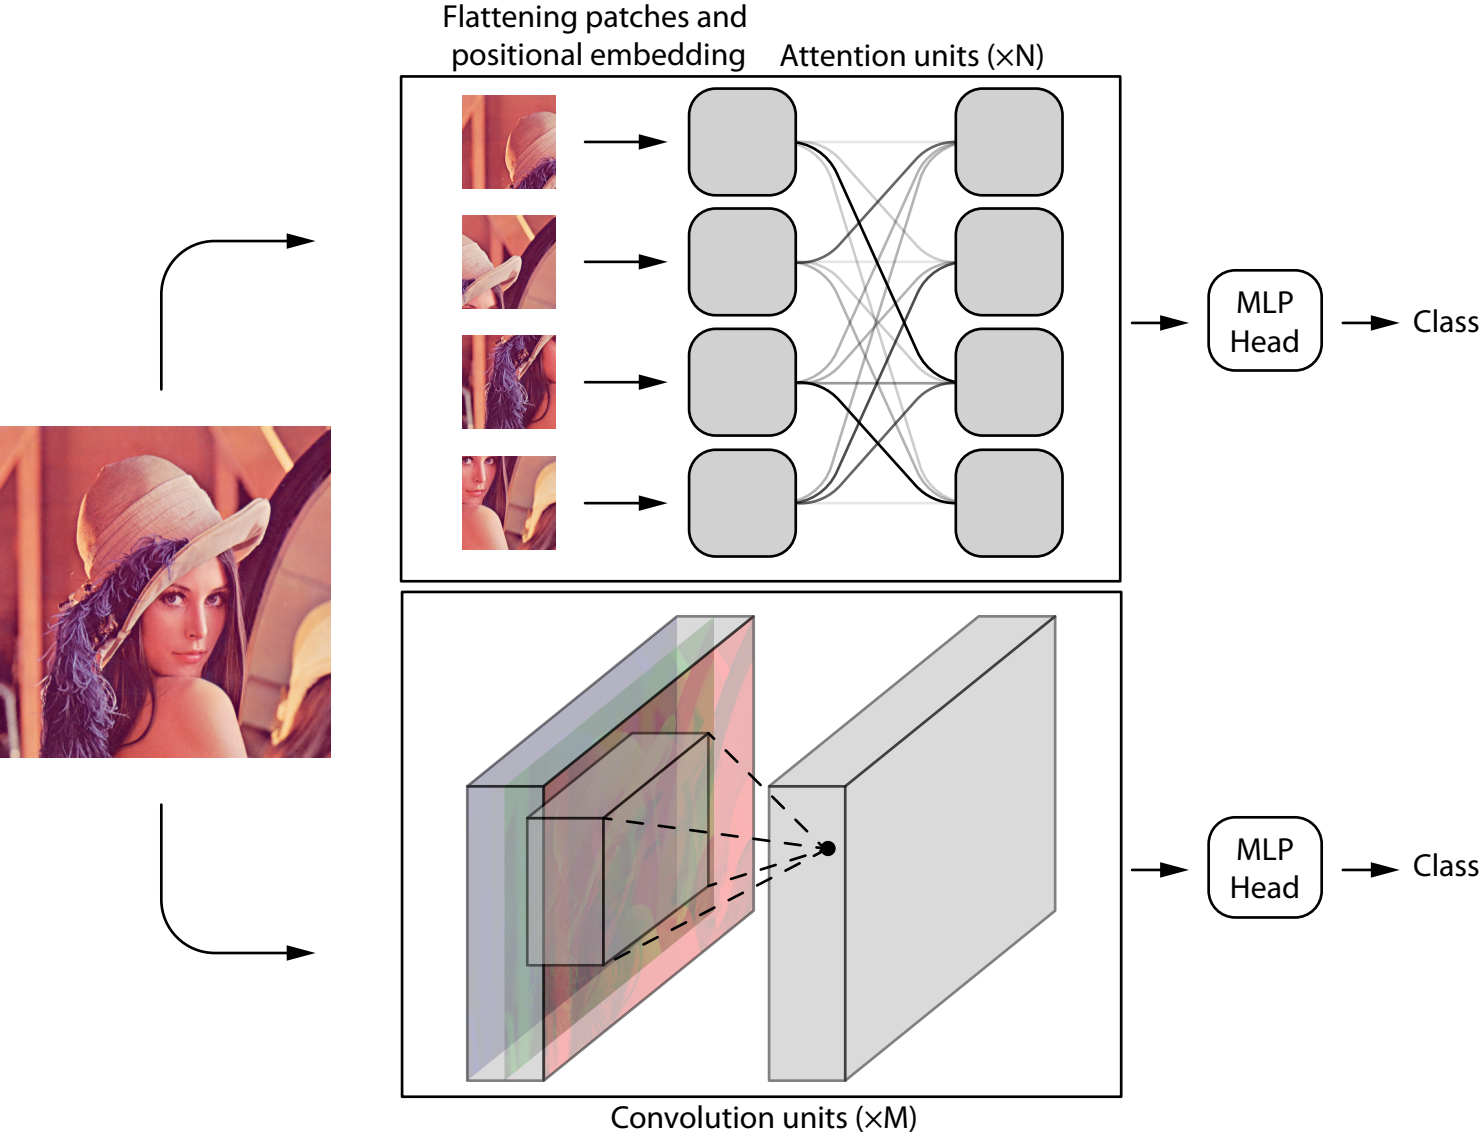 Flattening patches and
positional embedding
Attention units (×N)
MLP
Head
Class
MLP
Head
Class
Convolution units (×M)